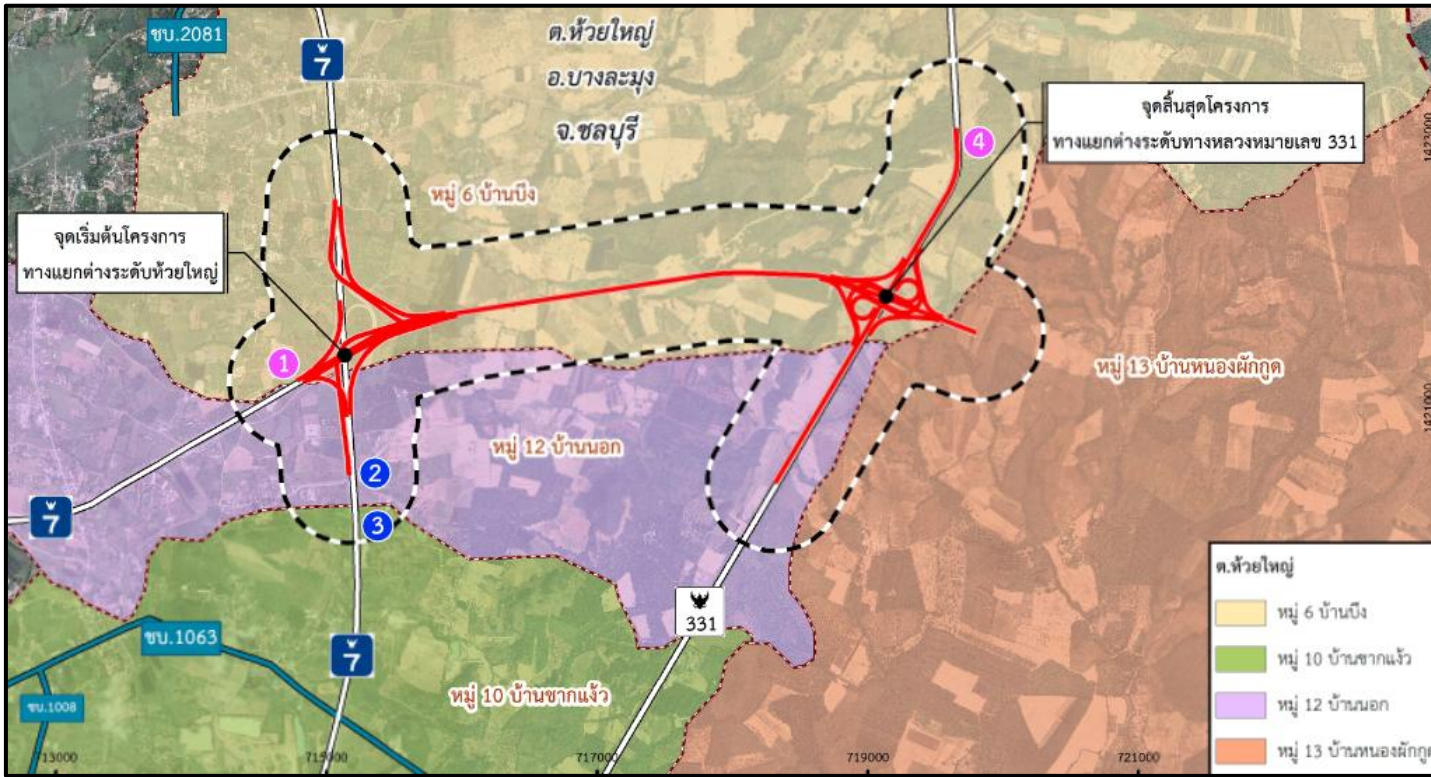 ชบ.2081
7
ต.ห้วยใหญ่
อ.บางละมุง
จ.ชลบุรี
จุดสิ้นสุดโครงการ
ทางแยกต่างระดับทางหลวงหมายเลข 331
1423000
4
หมู่ 6 บ้านบึง
จุดเริ่มต้นโครงการ
ทางแยกต่างระดับห้วยใหญ่
1
หมู่ 13 บ้านหนองผักกูด
1421000
หมู่ 12 บ้านนอก
2
7
3
331
ชบ.1063
7
หมู่ 10 บ้านชากแง้ว
ชบ.1008
713000
715000
717000
719000
721000
ต.ห้วยใหญ่
หมู่ 6 บ้านบึง
หมู่ 10 บ้านชากแง้ว
หมู่ 12 บ้านนอก
หมู่ 13 บ้านหนองผักกูด